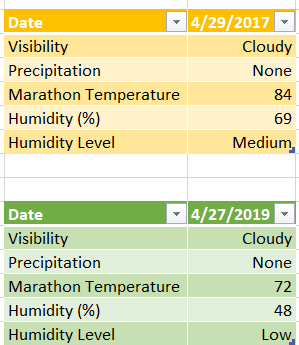 Date 4/29/2017
Visibility Cloudy
Precipitation None
Marathon Temperature 84
Humidity (%) 69
Humidity Level Medium
Date 4/27/2019
Visibility Cloudy
Precipitation None
Marathon Temperature 72
Humidity (%) 48
Humidity Level Low